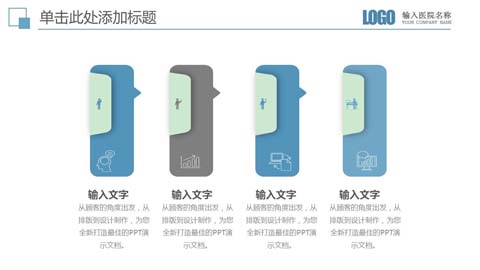 单击此处添加标题
LOGO 输入医院名称
YOUR COMPANY NAME
输入文字
从顾客的角度出发，从
排版到设计制作，为您
全新打造最佳的PPT演
示文档。
输入文字
从顾客的角度出发，从
排版到设计制作，为您
全新打造最佳的PPT演
示文档。
输入文字
从顾客的角度出发，从
排版到设计制作，为您
全新打造最佳的PPT演
示文档。
输入文字
从顾客的角度出发，从
排版到设计制作，为您
全新打造最佳的PPT演
示文档。